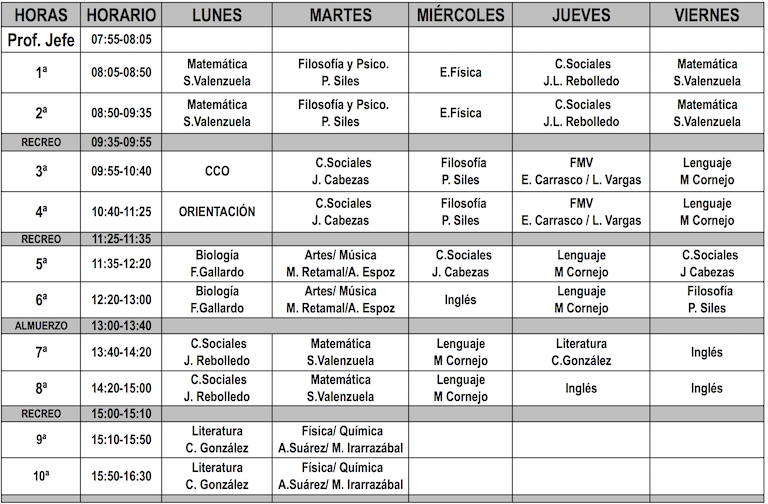 HORAS HORARIO LUNES MARTES MIÉRCOLES JUEVES VIERNES
Prof. Jefe 07:55-08:05
1ª 08:05-08:50 Matemática S.Valenzuela Filosofía y Psico. P. Siles E.Física C.Sociales J.L. Rebolledo Matemática S.Valenzuela
2ª 08:50-09:35 Matemática S.Valenzuela Filosofía y Psico. P. Siles E.Física C.Sociales J.L. Rebolledo Matemática S.Valenzuela
RECREO 09:35-09:55
3ª 09:55-10:40 CCO C.Sociales J. Cabezas Filosofía P. Siles FMV E. Carrasco / L. Vargas Lenguaje M Cornejo
4ª 10:40-11:25 ORIENTACIÓN C.Sociales J. Cabezas Filosofía P. Siles FMV E. Carrasco / L. Vargas Lenguaje M Cornejo
RECREO 11:25-11:35
5ª 11:35-12:20 Biología F.Gallardo Artes/ Música M. Retamal/A. Espoz C.Sociales J. Cabezas Lenguaje M Cornejo C.Sociales J Cabezas
6ª 12:20-13:00 Biología F.Gallardo Artes/ Música M. Retamal/A. Espoz Inglés Lenguaje M Cornejo Filosofía P. Siles
ALMUERZO 13:00-13:40
7ª 13:40-14:20 C.Sociales J. Rebolledo Matemática S.Valenzuela Lenguaje M Cornejo Literatura C.González Inglés
8ª 14:20-15:00 C.Sociales J. Rebolledo Matemática S.Valenzuela Lenguaje M Cornejo Inglés Inglés
RECREO 15:00-15:10
9ª 15:10-15:50 Literatura C. González Física/ Química A.Suárez/ M. Irarrazábal
10ª 15:50-16:30 Literatura C. González Física/ Química A.Suárez/ M. Irarrazábal